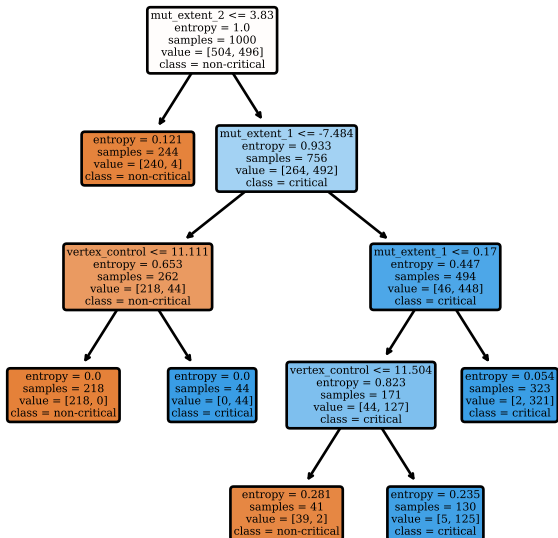 mut_extent_2 <= 3.83
entropy = 1.0
samples = 1000
value = [504, 496]
class = non-critical
entropy = 0.121
samples = 244
value = [240, 4]
class = non-critical
mut_extent_1 <= -7.484
entropy = 0.933
samples = 756
value = [264, 492]
class = critical
vertex_control <= 11.111
entropy = 0.653
samples = 262
value = [218, 44]
class = non-critical
mut_extent_1 <= 0.17
entropy = 0.447
samples = 494
value = [46, 448]
class = critical
entropy = 0.0
samples = 218
value = [218, 0]
class = non-critical
entropy = 0.0
samples = 44
value = [0, 44]
class = critical
vertex_control <= 11.504
entropy = 0.823
samples = 171
value = [44, 127]
class = critical
entropy = 0.054
samples = 323
value = [2, 321]
class = critical
entropy = 0.281
samples = 41
value = [39, 2]
class = non-critical
entropy = 0.235
samples = 130
value = [5, 125]
class = critical